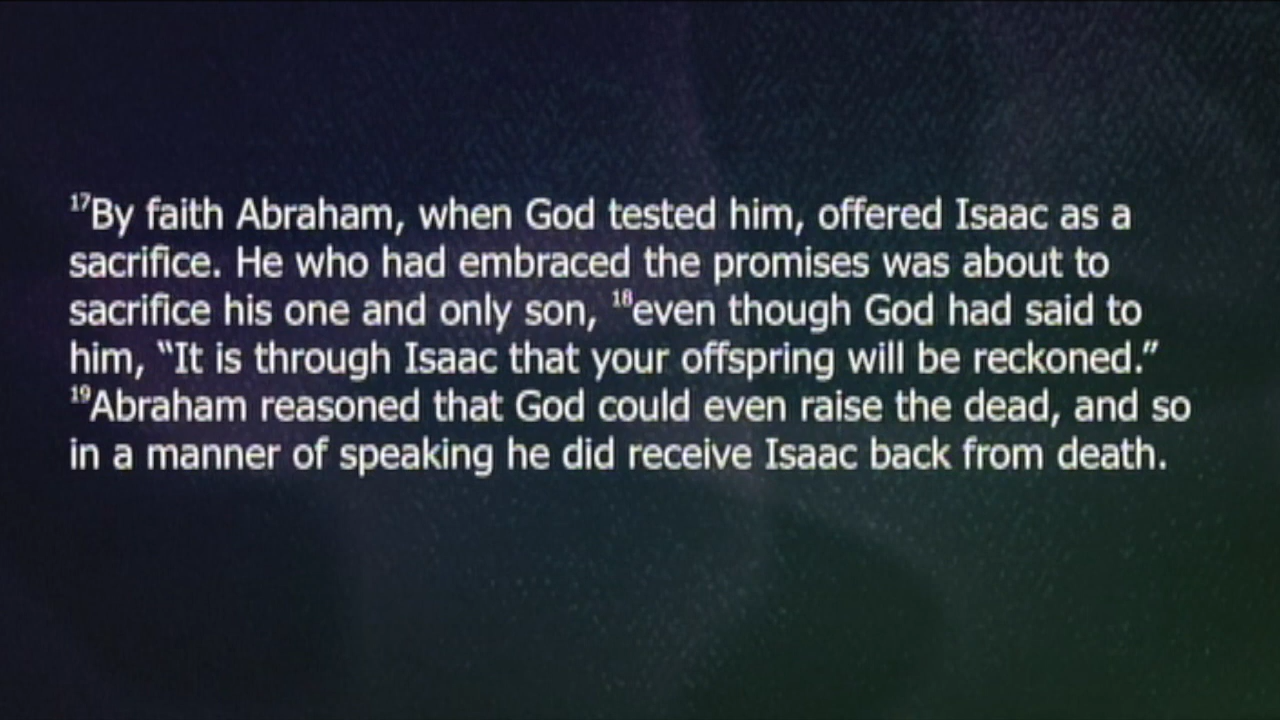 ¹⁷By faith Abraham, when God tested him, offered Isaac as a
sacrifice. He who had embraced the promises was about to
sacrifice his one and only son, ¹⁸even though God had said to
him, “It is through Isaac that your offspring will be reckoned.”
¹⁹Abraham reasoned that God could even raise the dead, and so
in a manner of speaking he did receive Isaac back from death.